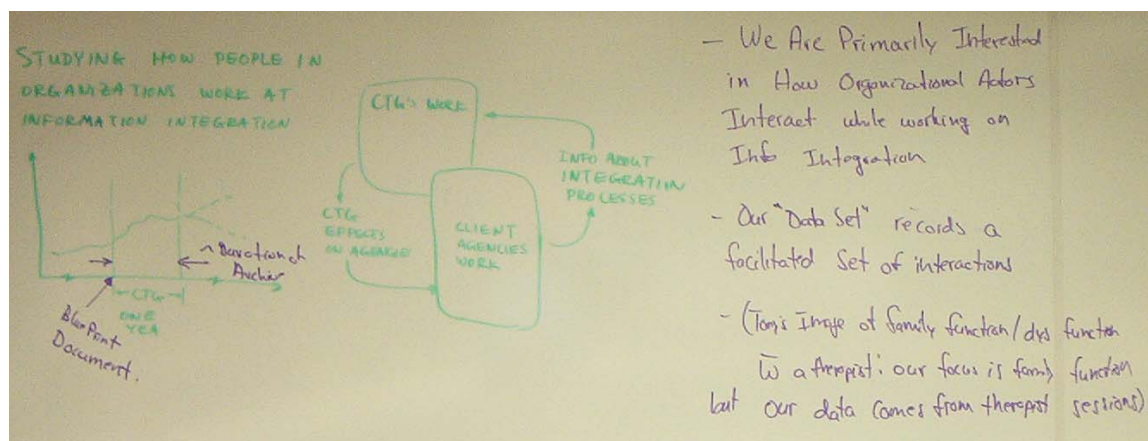 STUDYING HOW PEOPLE IN
ORGANIZATIONS WORK AT
INFORMATION INTEGRATION
CTG'S WORK
INFO ABOUT
INTEGRATION
PROCESSES
CTG
EFFECTS
ON AGENCIES
CLIENT
AGENCIES
WORK
Duration of
CTG
ONE
YEA
BluePoint
Document.
- We Are Primarily Interested
in How Organizational Actors
Interact while working on
Info Integration
- Our "Data Set" records a
facilitated Set of interactions
- (Tom's Image of family function/dys function
w̄ a therapist: our focus is family function
but our data comes from therapist sessions)